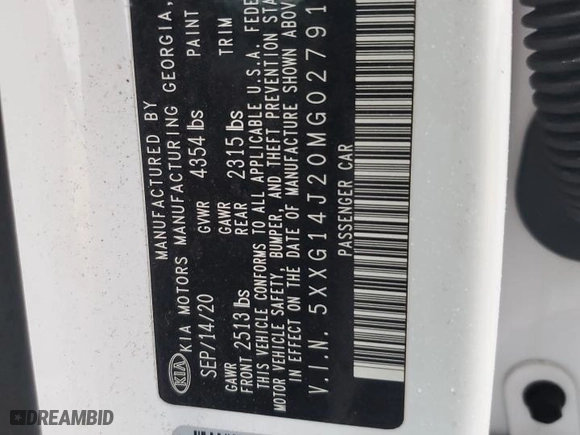 MANUFACTURED BY
KIA MOTORS MANUFACTURING GEORGIA,
SEP/14/20 GVWR 4354 lbs PAINT
GAWR FRONT 2513 lbs GAWR REAR 2315 lbs TRIM
THIS VEHICLE CONFORMS TO ALL APPLICABLE U.S.A. FEDE
MOTOR VEHICLE SAFETY, BUMPER, AND THEFT PREVENTION STA
IN EFFECT ON THE DATE OF MANUFACTURE SHOWN ABOVE
V.I.N. 5XXG14J20MG02791
PASSENGER CAR
KIA
DREAMBID